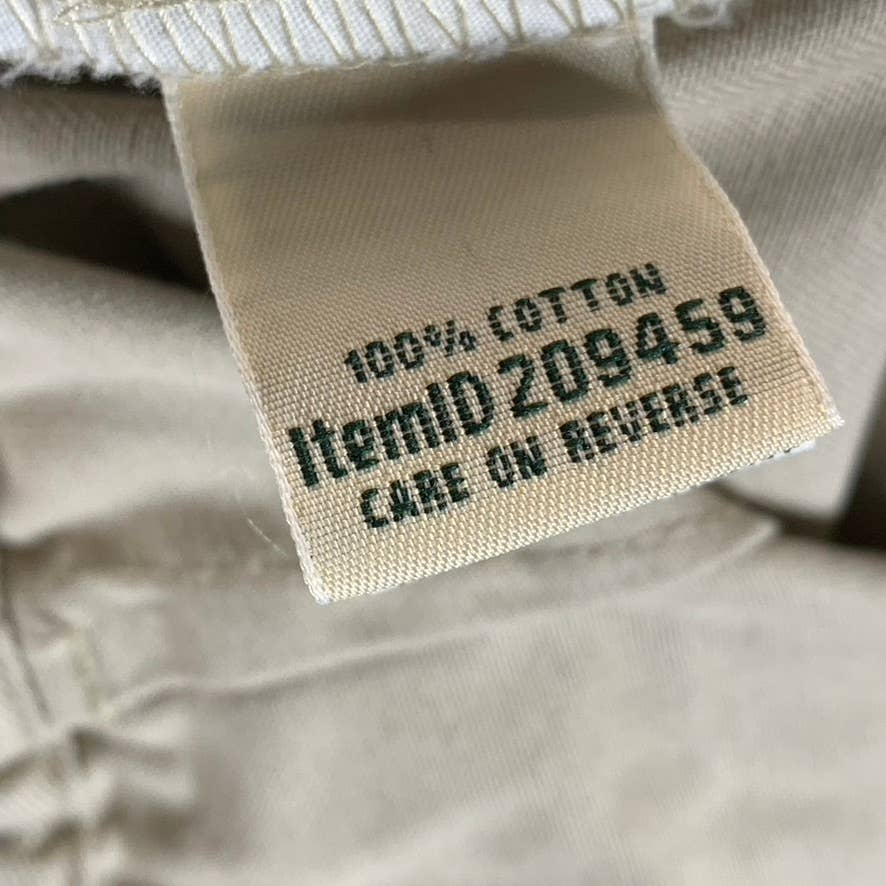 100% COTTON
ItemID 209459
CARE ON REVERSE